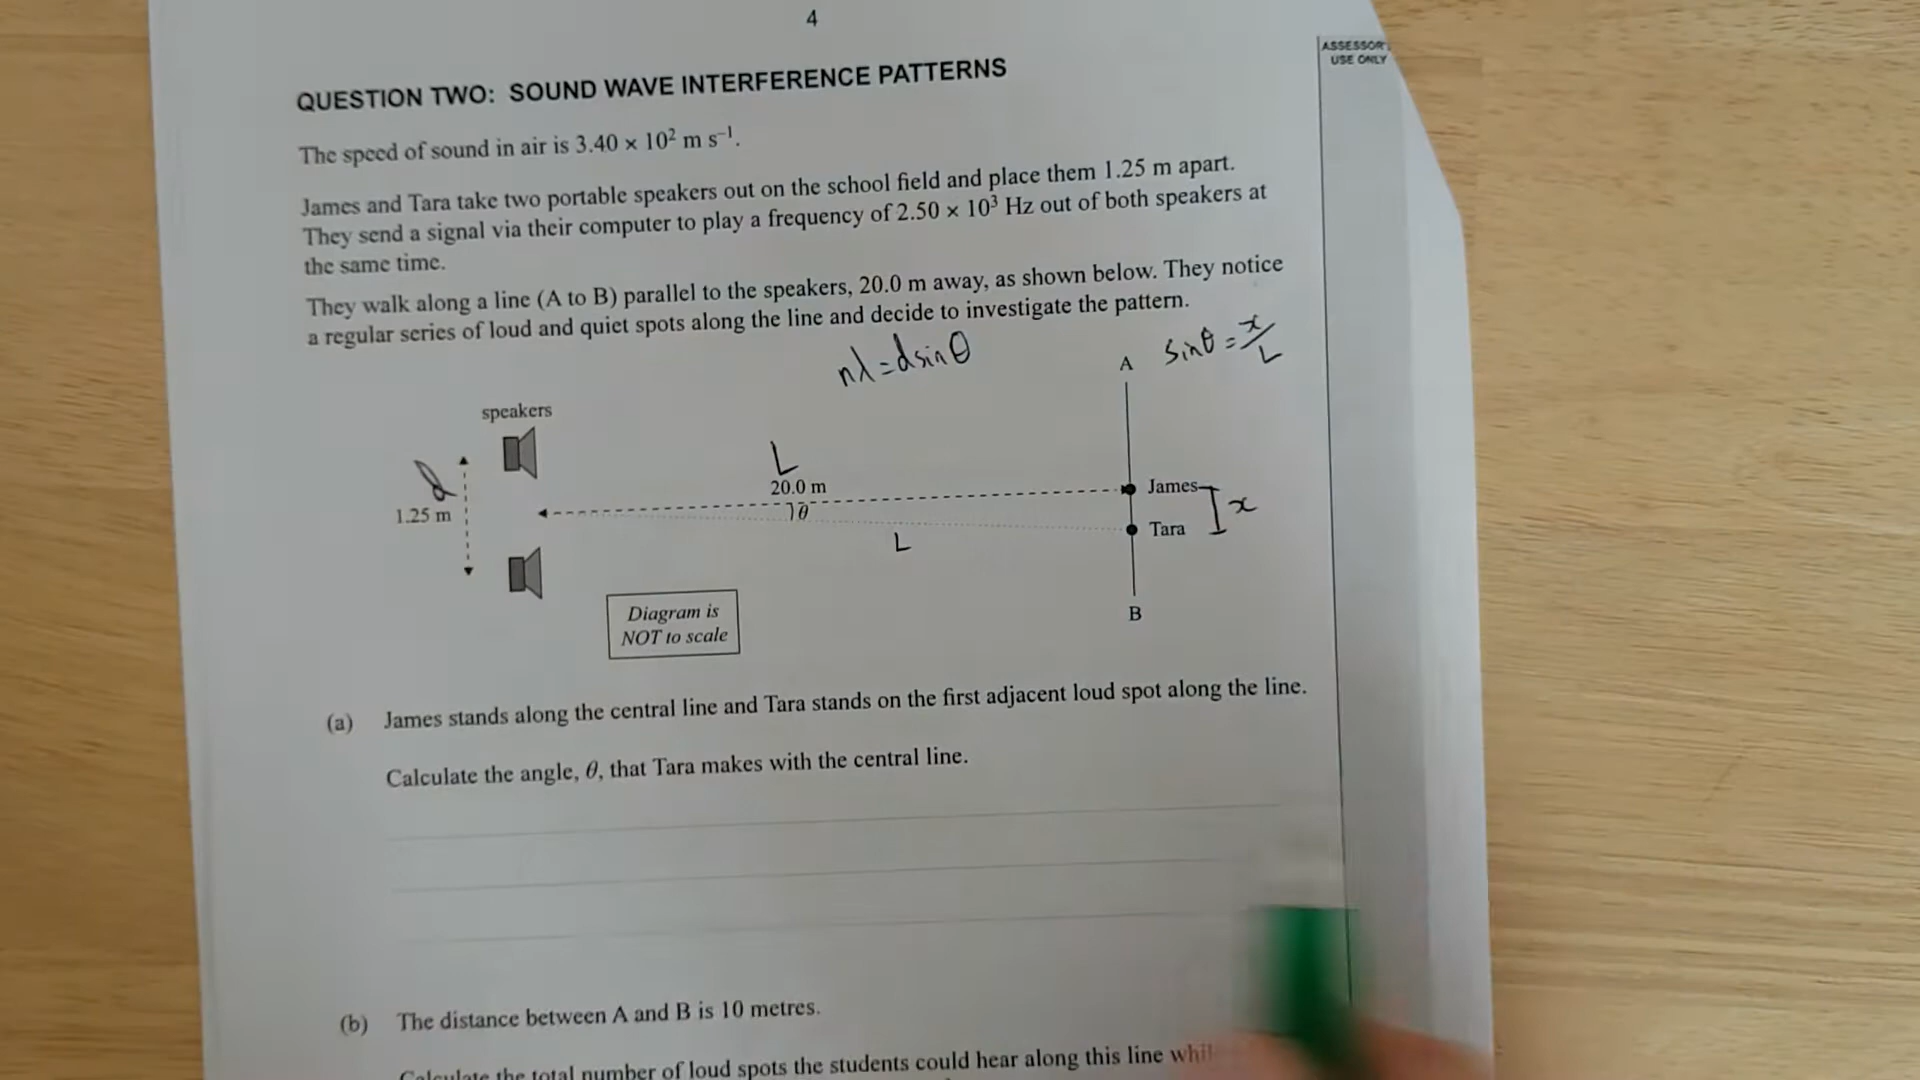 4
ASSESSOR'S
USE ONLY
QUESTION TWO: SOUND WAVE INTERFERENCE PATTERNS
The speed of sound in air is 3.40 × 10² m s⁻¹.
James and Tara take two portable speakers out on the school field and place them 1.25 m apart.
They send a signal via their computer to play a frequency of 2.50 × 10³ Hz out of both speakers at
the same time.
They walk along a line (A to B) parallel to the speakers, 20.0 m away, as shown below. They notice
a regular series of loud and quiet spots along the line and decide to investigate the pattern.
nλ = d sin θ
A
sin θ = x/L
speakers
d
1.25 m
L
20.0 m
θ
L
James
Tara
x
B
Diagram is
NOT to scale
(a) James stands along the central line and Tara stands on the first adjacent loud spot along the line.
Calculate the angle, θ, that Tara makes with the central line.
(b) The distance between A and B is 10 metres.
Calculate the total number of loud spots the students could hear along this line